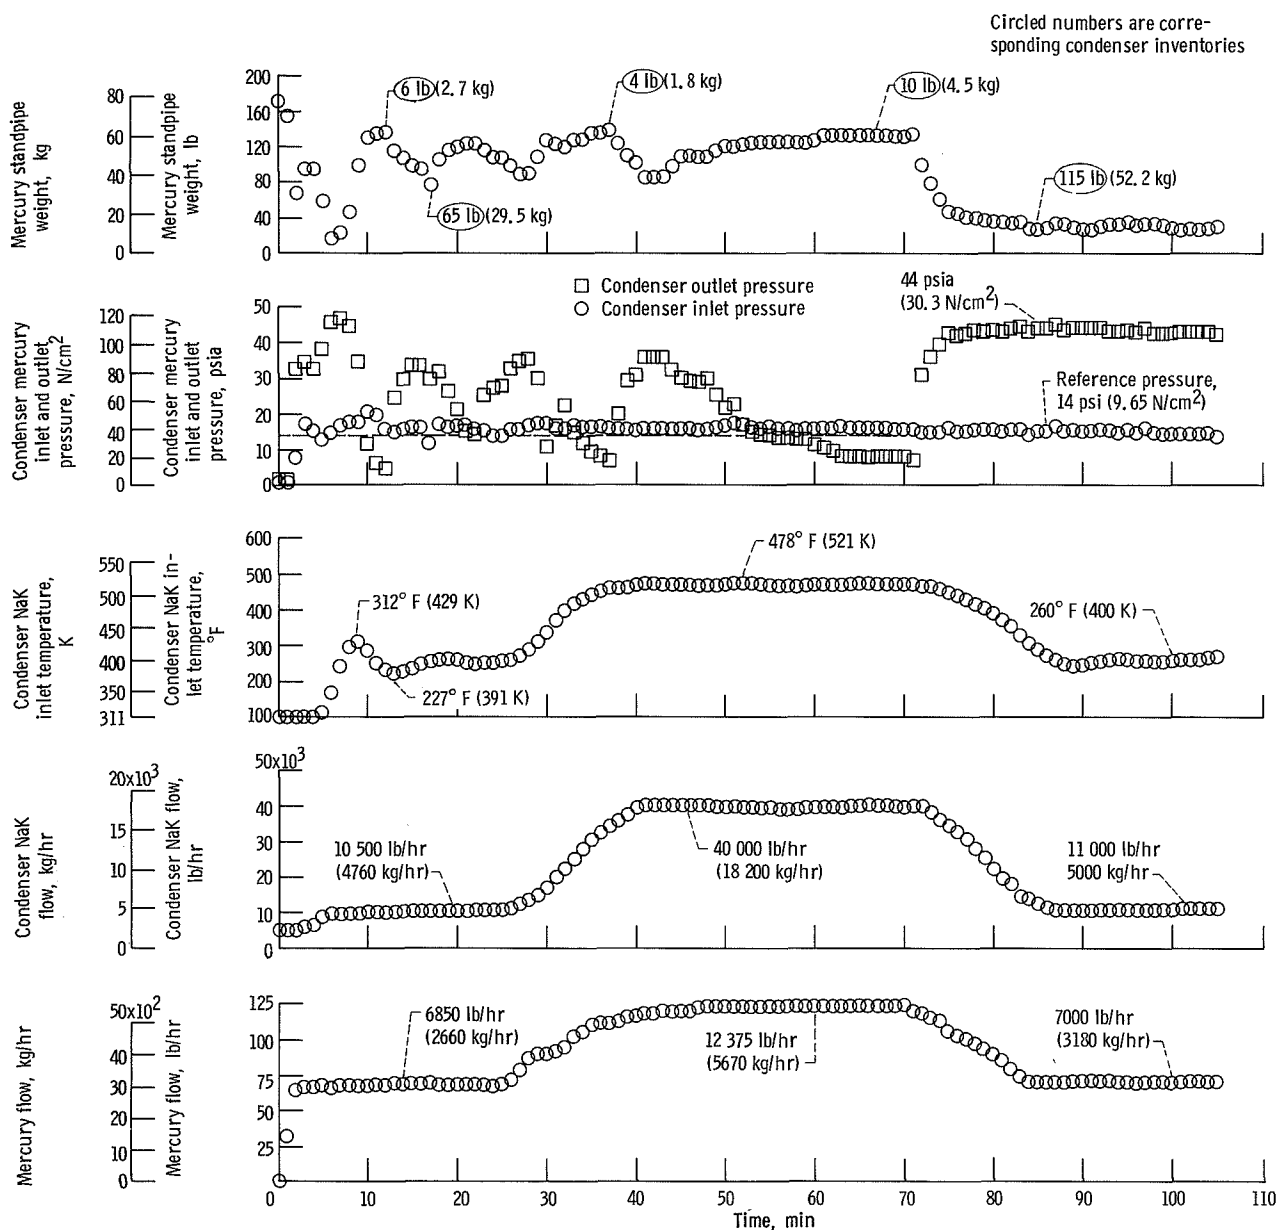 Circled numbers are corre-
sponding condenser inventories
Mercury standpipe
weight, kg
80
60
40
20
0
Mercury standpipe
weight, lb
200
160
120
80
40
0
6 lb (2.7 kg)
65 lb (29.5 kg)
4 lb (1.8 kg)
10 lb (4.5 kg)
115 lb (52.2 kg)
Condenser mercury
inlet and outlet
pressure, N/cm2
120
100
80
60
40
20
0
Condenser mercury
inlet and outlet
pressure, psia
50
40
30
20
10
0
Condenser outlet pressure
Condenser inlet pressure
44 psia
(30.3 N/cm2)
Reference pressure,
14 psi (9.65 N/cm2)
Condenser NaK
inlet temperature,
K
550
500
450
400
350
311
Condenser NaK in-
let temperature,
°F
600
500
400
300
200
100
312° F (429 K)
227° F (391 K)
478° F (521 K)
260° F (400 K)
Condenser NaK
flow, kg/hr
20x103
15
10
5
0
Condenser NaK flow,
lb/hr
50x103
40
30
20
10
0
10 500 lb/hr
(4760 kg/hr)
40 000 lb/hr
(18 200 kg/hr)
11 000 lb/hr
5000 kg/hr)
Mercury flow, kg/hr
50x102
40
30
20
10
0
Mercury flow, lb/hr
125
100
75
50
25
6850 lb/hr
(2660 kg/hr)
12 375 lb/hr
(5670 kg/hr)
7000 lb/hr
(3180 kg/hr)
0 10 20 30 40 50 60 70 80 90 100 110
Time, min